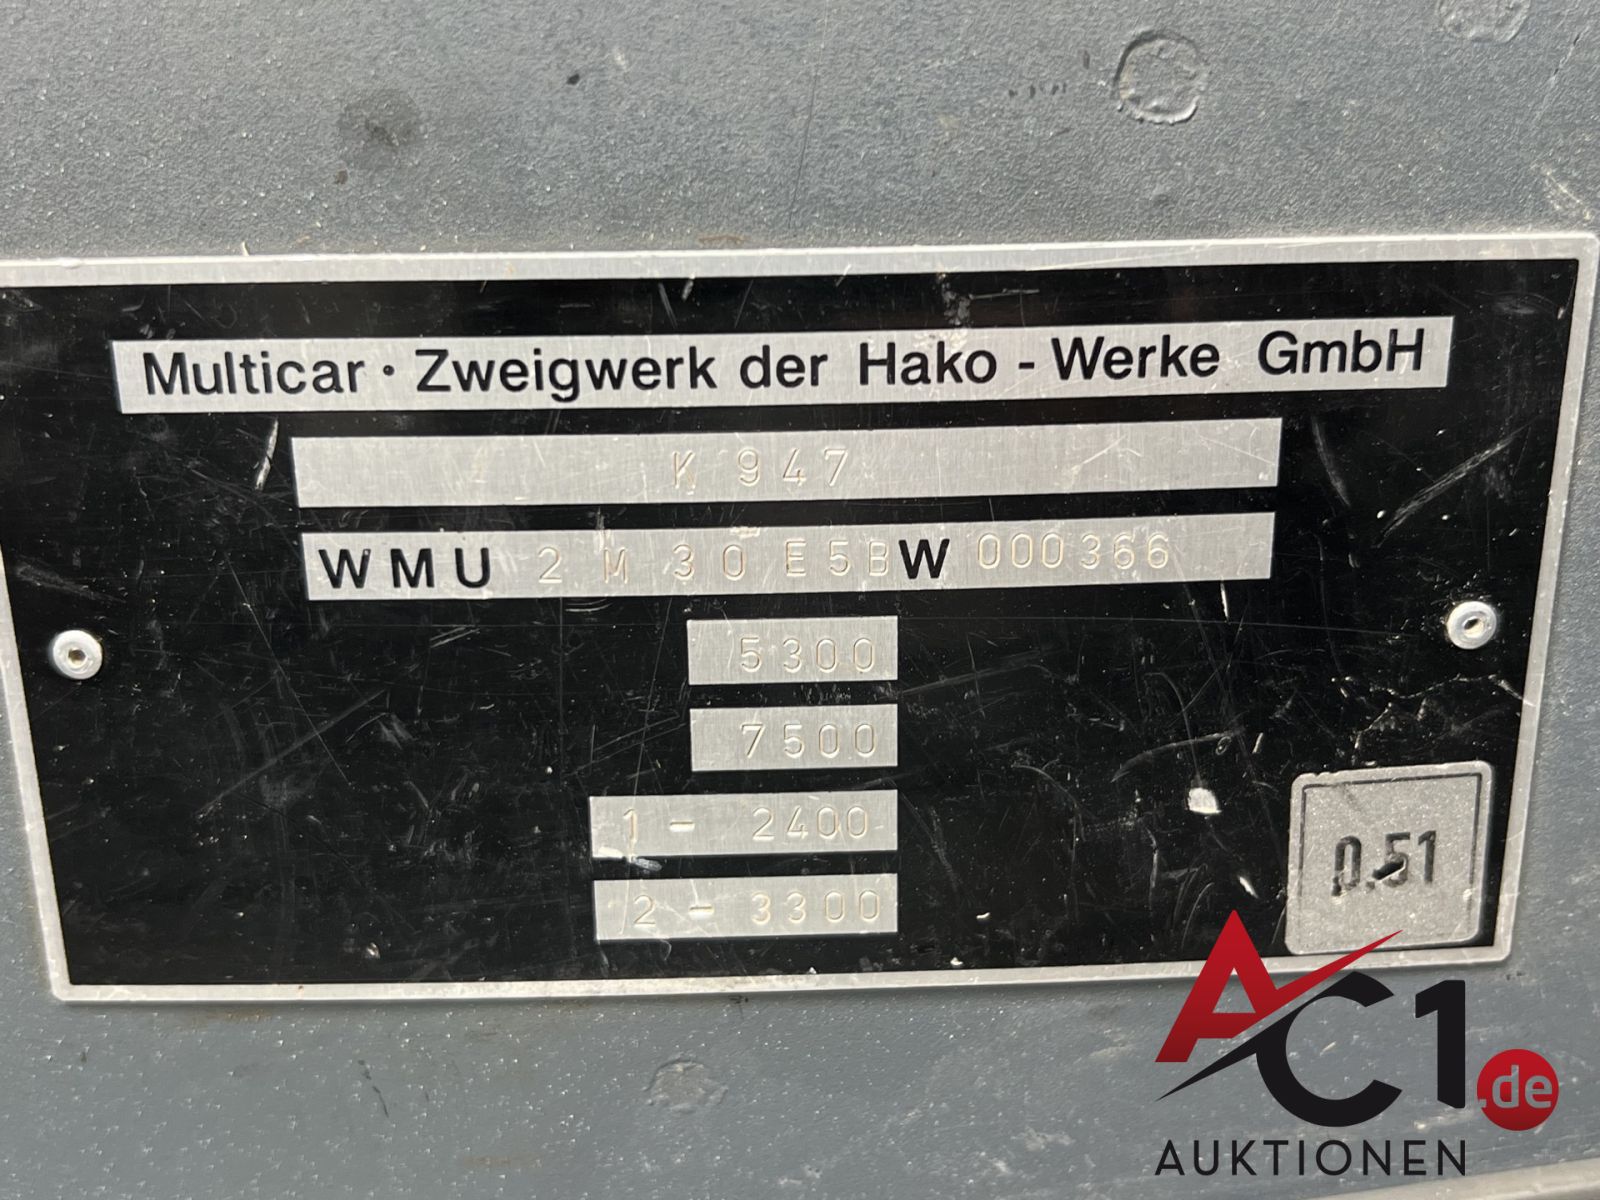 Multicar · Zweigwerk der Hako - Werke GmbH
K 947
WMU 2 M 30 E5BW 000366
5300
7500
1 - 2400
2 - 3300
0.51
AC1.de
AUKTIONEN